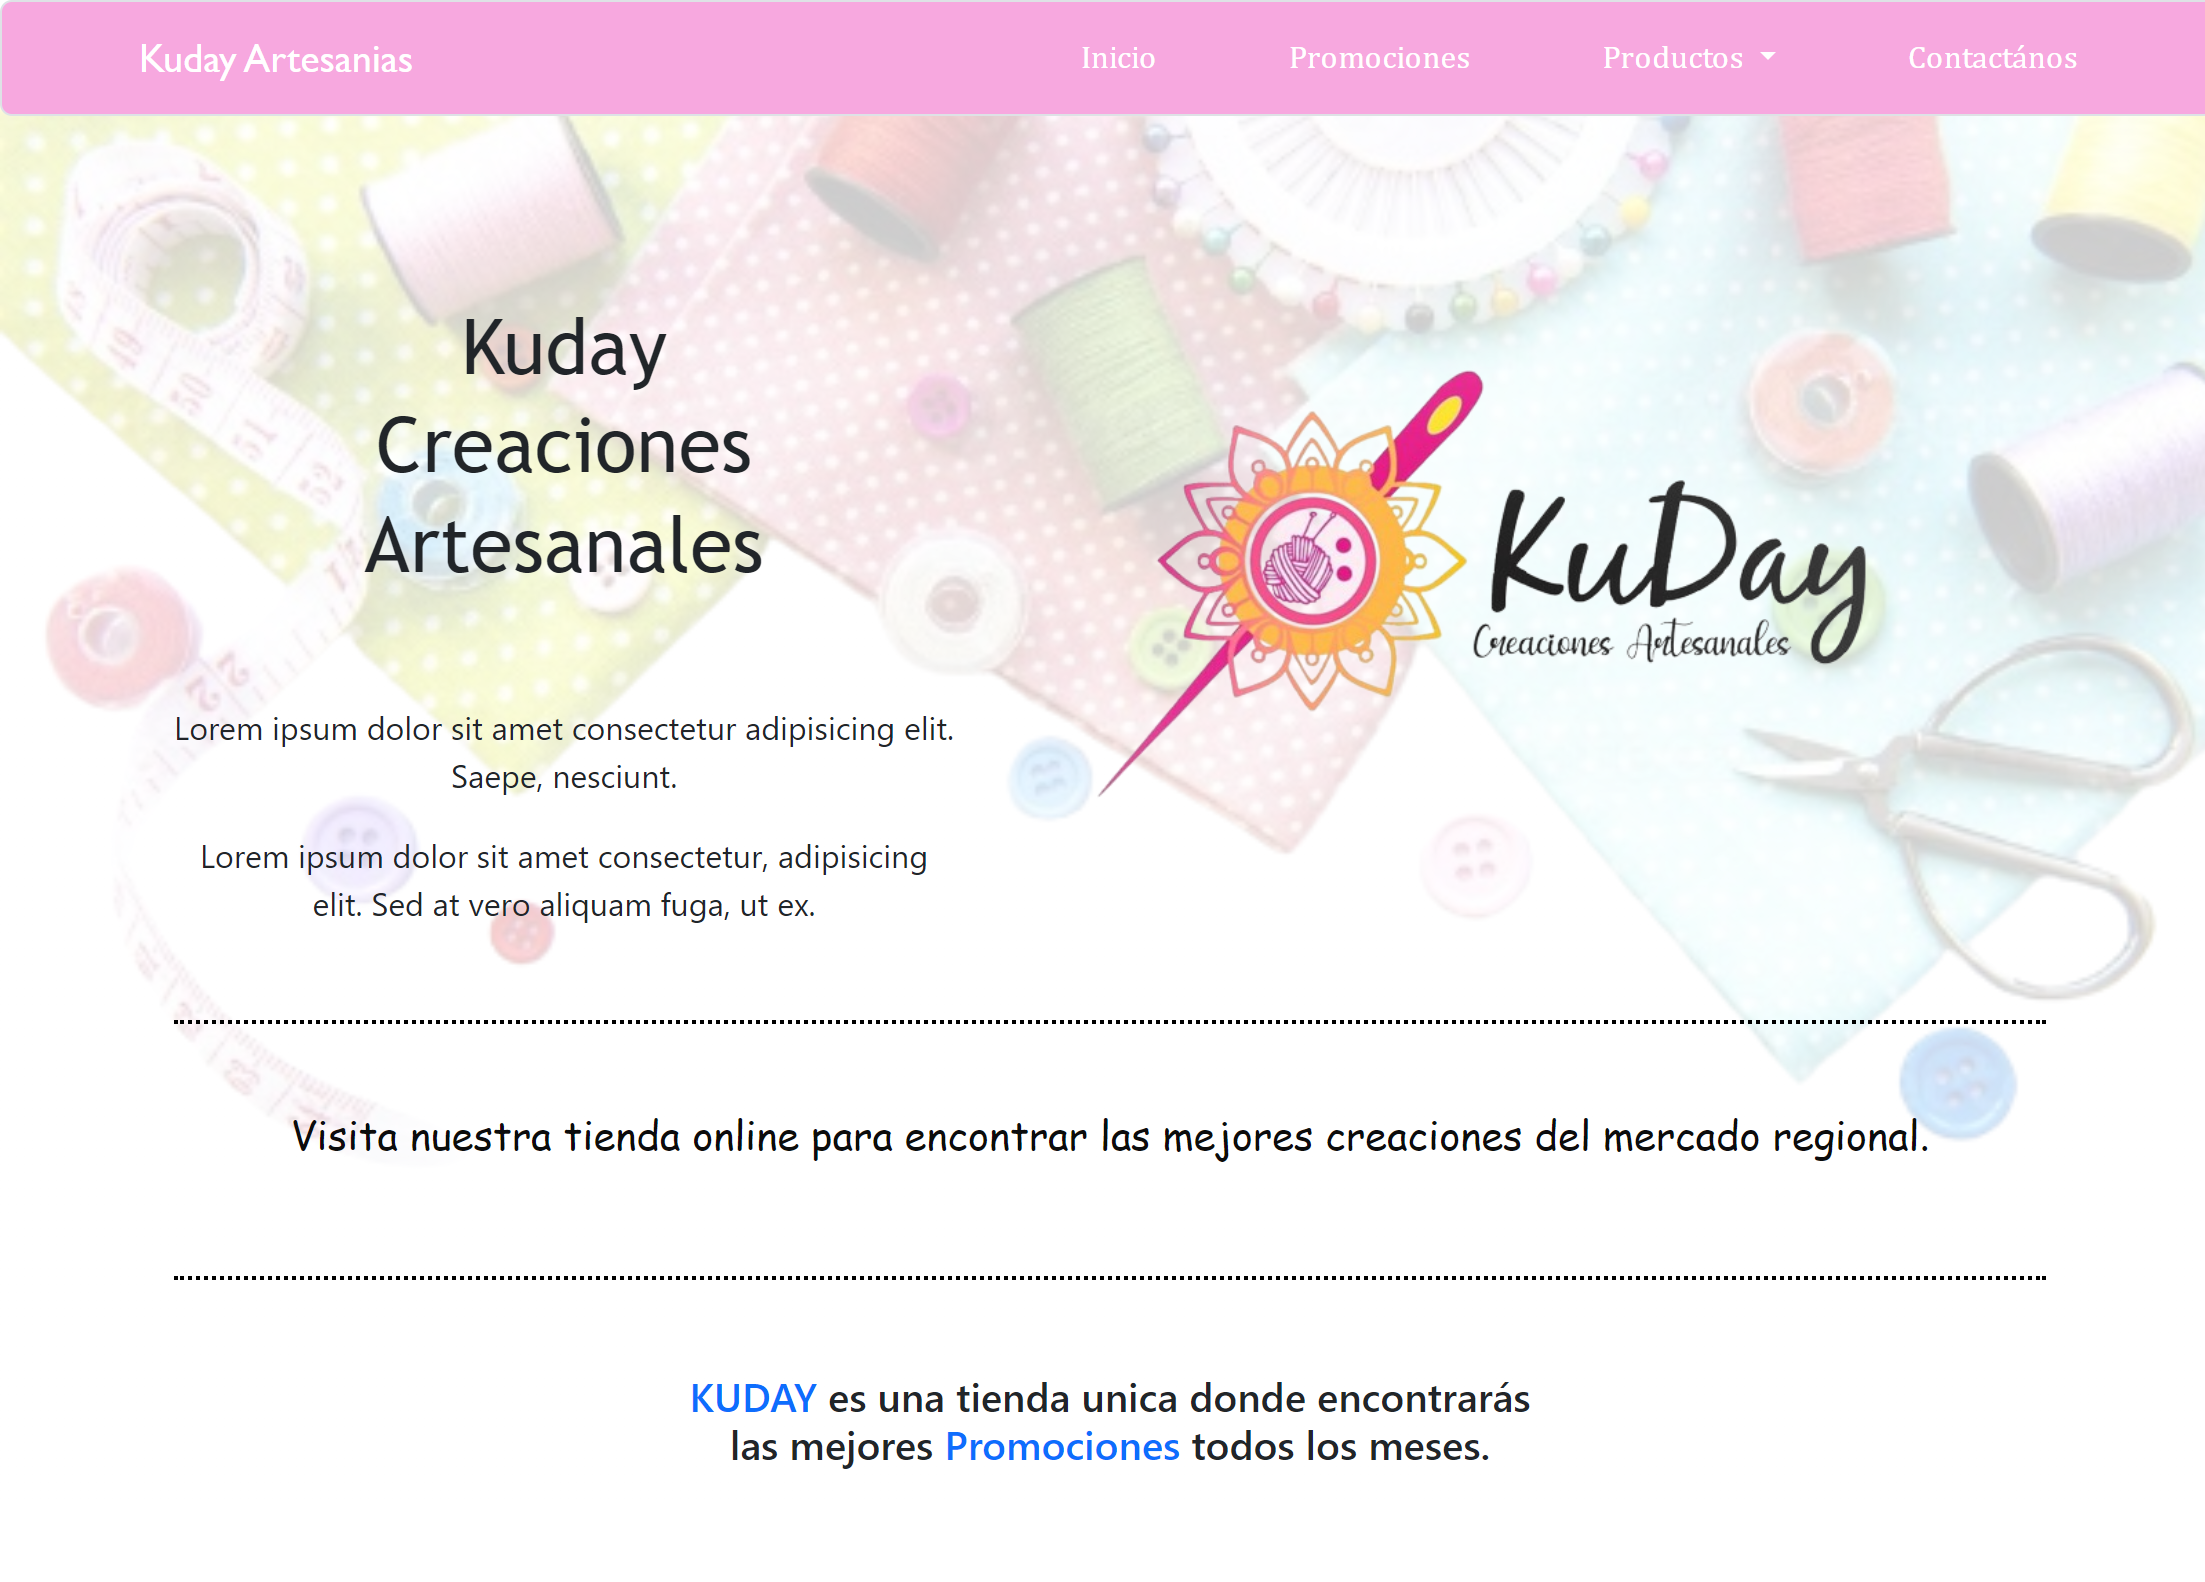 Kuday Artesanias
Inicio
Promociones
Productos
Contactános
Kuday
Creaciones
Artesanales
KuDay
Creaciones Artesanales
Lorem ipsum dolor sit amet consectetur adipisicing elit.
Saepe, nesciunt.
Lorem ipsum dolor sit amet consectetur, adipisicing
elit. Sed at vero aliquam fuga, ut ex.
Visita nuestra tienda online para encontrar las mejores creaciones del mercado regional.
KUDAY es una tienda unica donde encontrarás
las mejores Promociones todos los meses.